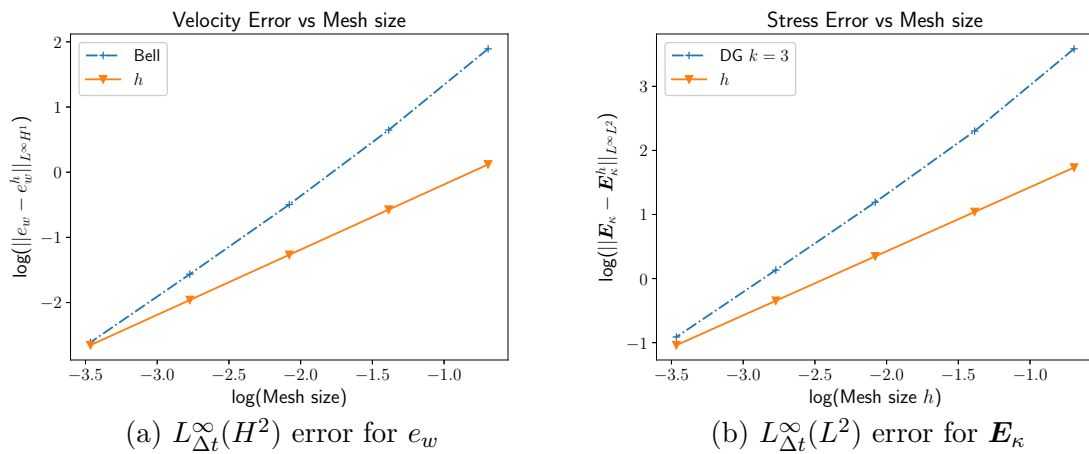 Velocity Error vs Mesh size
log(||e_w − e_w^h||_{L^∞H^1})
2
1
0
−1
−2
Bell
h
−3.5 −3.0 −2.5 −2.0 −1.5 −1.0
log(Mesh size)
(a) L^∞_{Δt}(H^2) error for e_w
Stress Error vs Mesh size
log(||E_κ − E_κ^h||_{L^∞L^2})
3
2
1
0
−1
DG k = 3
h
−3.5 −3.0 −2.5 −2.0 −1.5 −1.0
log(Mesh size h)
(b) L^∞_{Δt}(L^2) error for E_κ